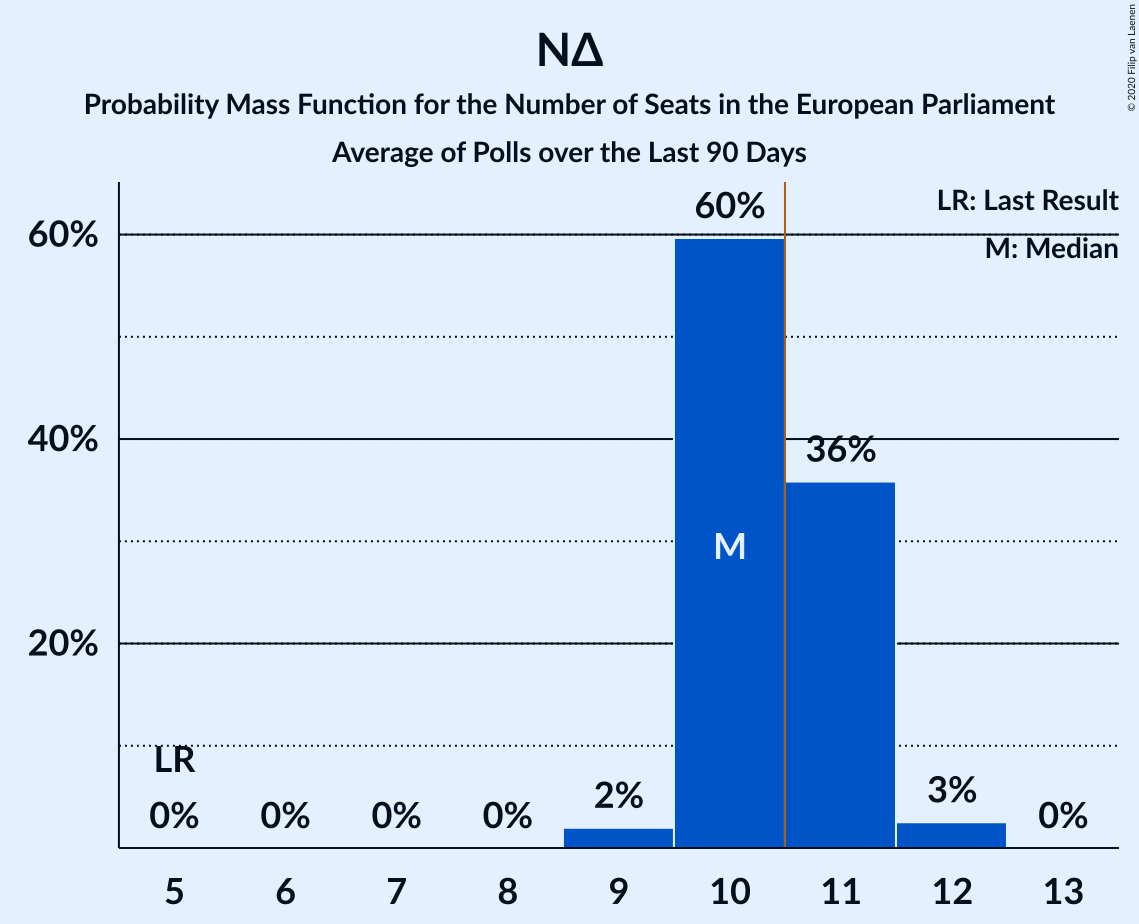 © 2020 Filip van Laenen
ΝΔ
Probability Mass Function for the Number of Seats in the European Parliament
Average of Polls over the Last 90 Days
LR: Last Result
M: Median
60%
60%
40%
36%
M
20%
LR
0%
0%
0%
0%
2%
3%
0%
5
6
7
8
9
10
11
12
13